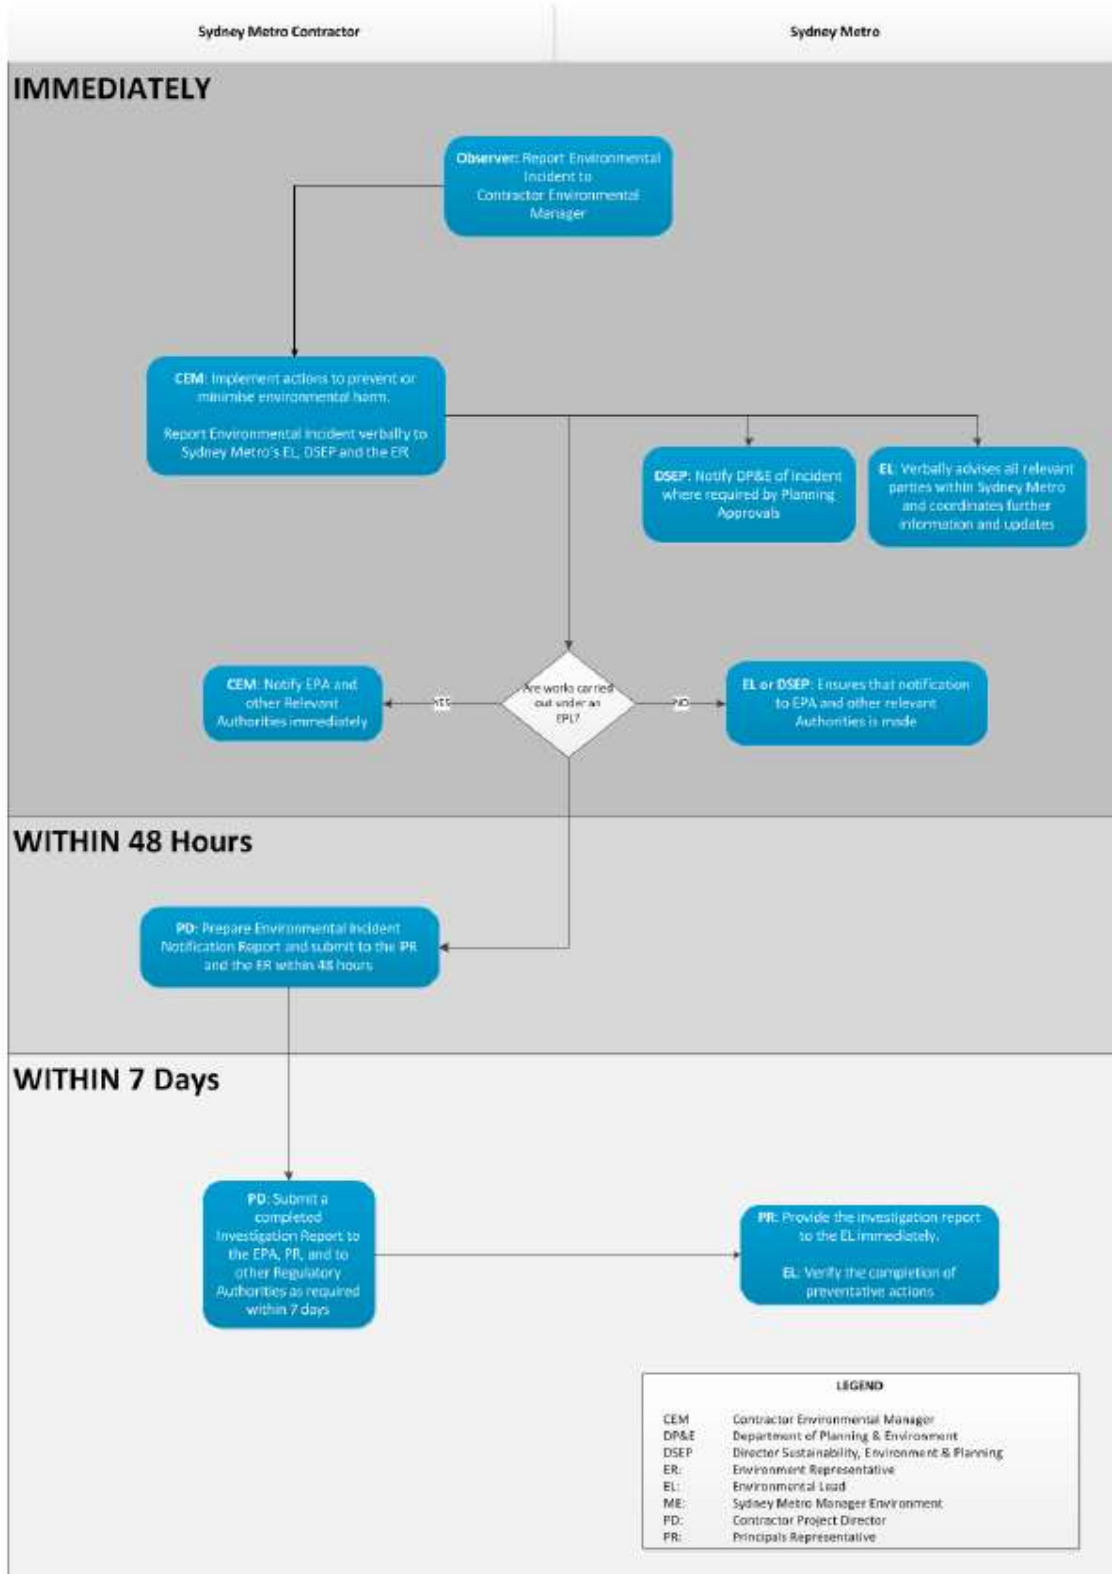 Sydney Metro Contractor
Sydney Metro
IMMEDIATELY
Observer: Report Environmental
Incident to
Contractor Environmental
Manager
CEM: Implement actions to prevent or
minimise environmental harm.
Report Environmental Incident verbally to
Sydney Metro's EL, DSEP and the ER
DSEP: Notify DP&E of incident
where required by Planning
Approvals
EL: Verbally advises all relevant
parties within Sydney Metro
and coordinates further
information and updates
CEM: Notify EPA and
other Relevant
Authorities immediately
YES
Are works carried
out under an
EPL?
NO
EL or DSEP: Ensures that notification
to EPA and other relevant
Authorities is made
WITHIN 48 Hours
PD: Prepare Environmental Incident
Notification Report and submit to the PR
and the ER within 48 hours
WITHIN 7 Days
PD: Submit a
completed
Investigation Report to
the EPA, PR, and to
other Regulatory
Authorities as required
within 7 days
PR: Provide the investigation report
to the EL immediately.
EL: Verify the completion of
preventative actions
LEGEND
CEM Contractor Environmental Manager
DP&E Department of Planning & Environment
DSEP Director Sustainability, Environment & Planning
ER: Environment Representative
EL: Environmental Lead
ME: Sydney Metro Manager Environment
PD: Contractor Project Director
PR: Principals Representative